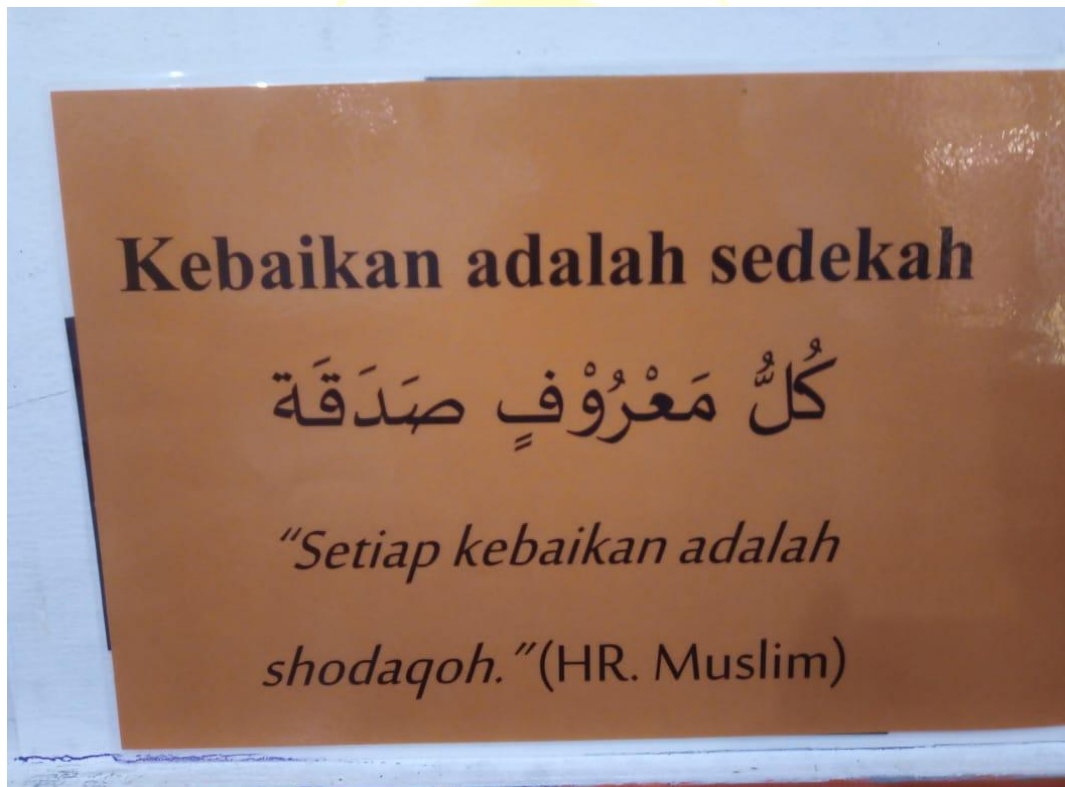 Kebaikan adalah sedekah
كُلُّ مَعْرُوْفٍ صَدَقَة
“Setiap kebaikan adalah
shodaqoh.”(HR. Muslim)